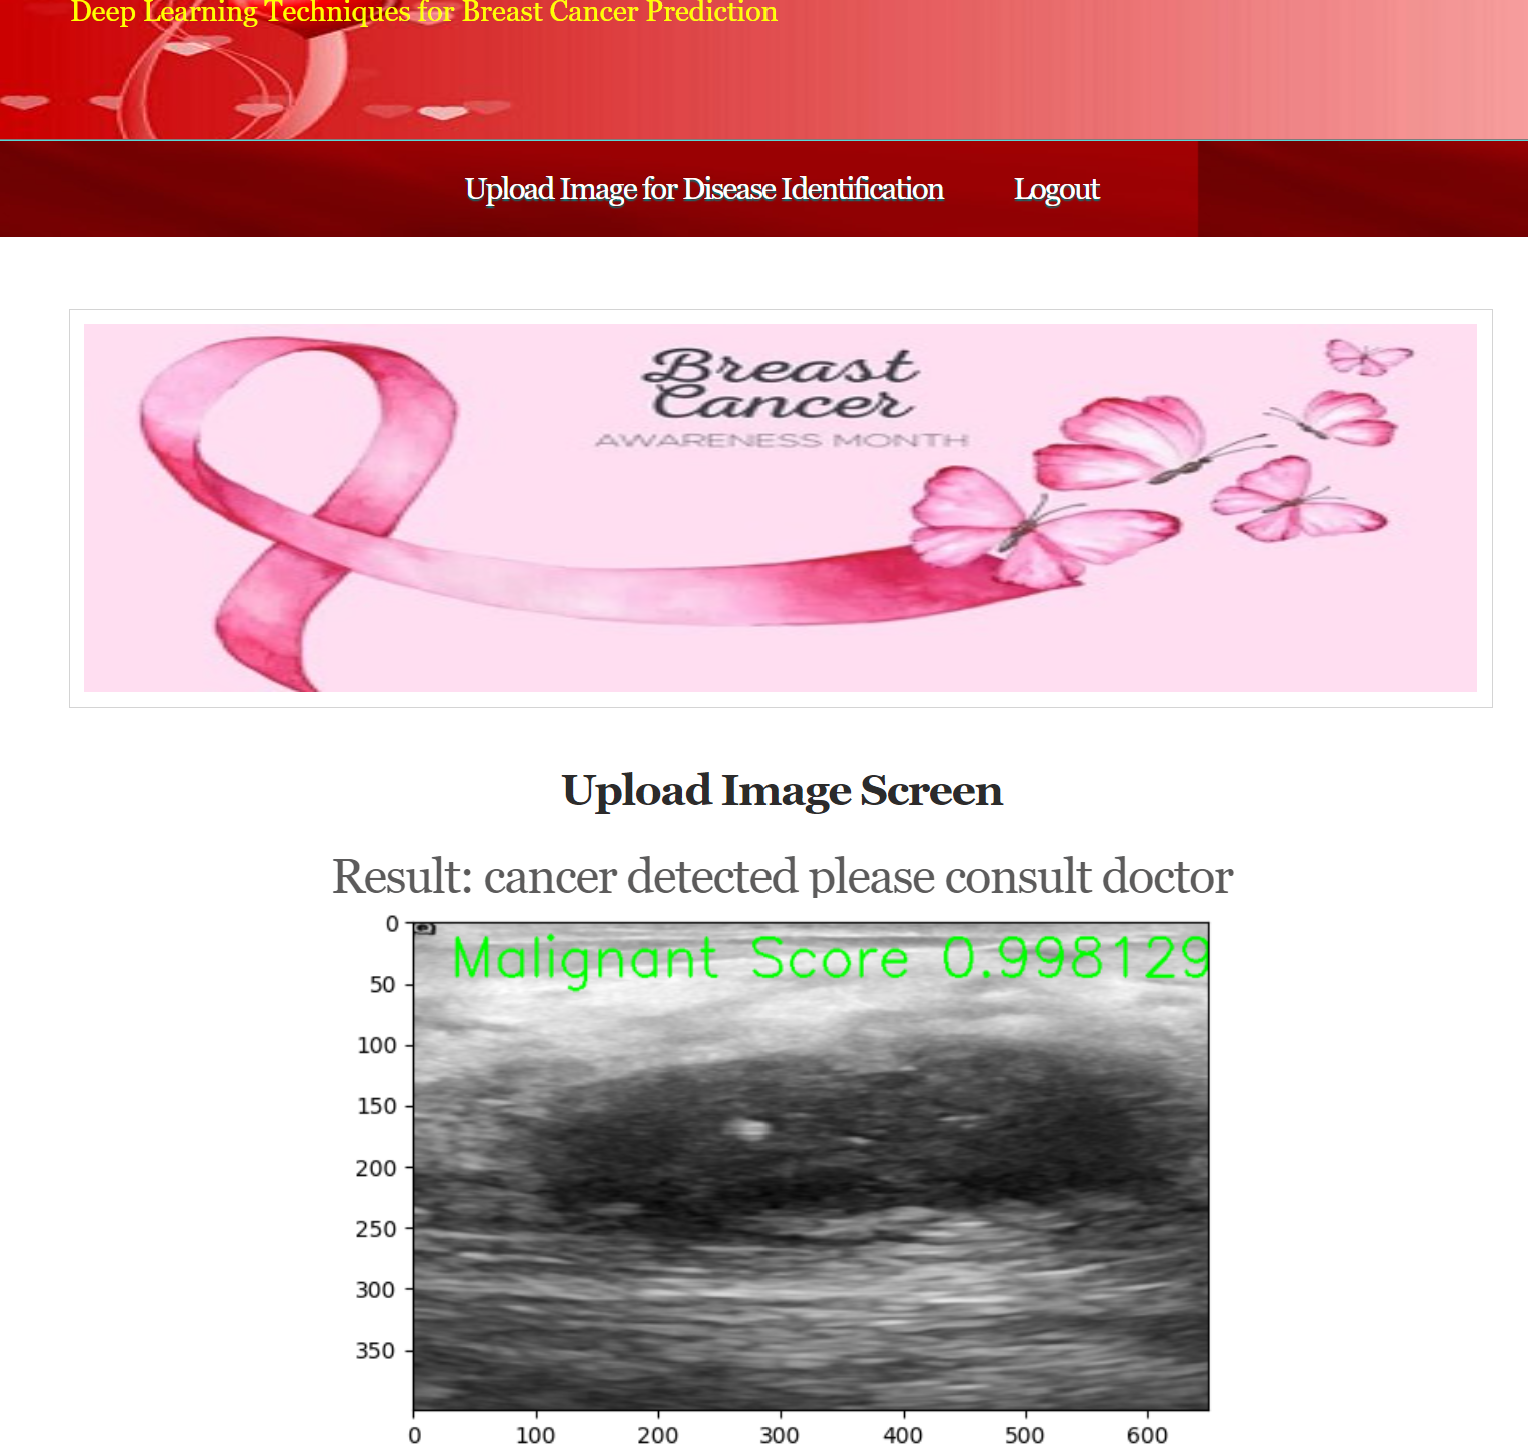 Deep Learning Techniques for Breast Cancer Prediction
Upload Image for Disease Identification Logout
Breast
Cancer
AWARENESS MONTH
Upload Image Screen
Result: cancer detected please consult doctor
Malignant Score 0.998129
0
50
100
150
200
250
300
350
0 100 200 300 400 500 600